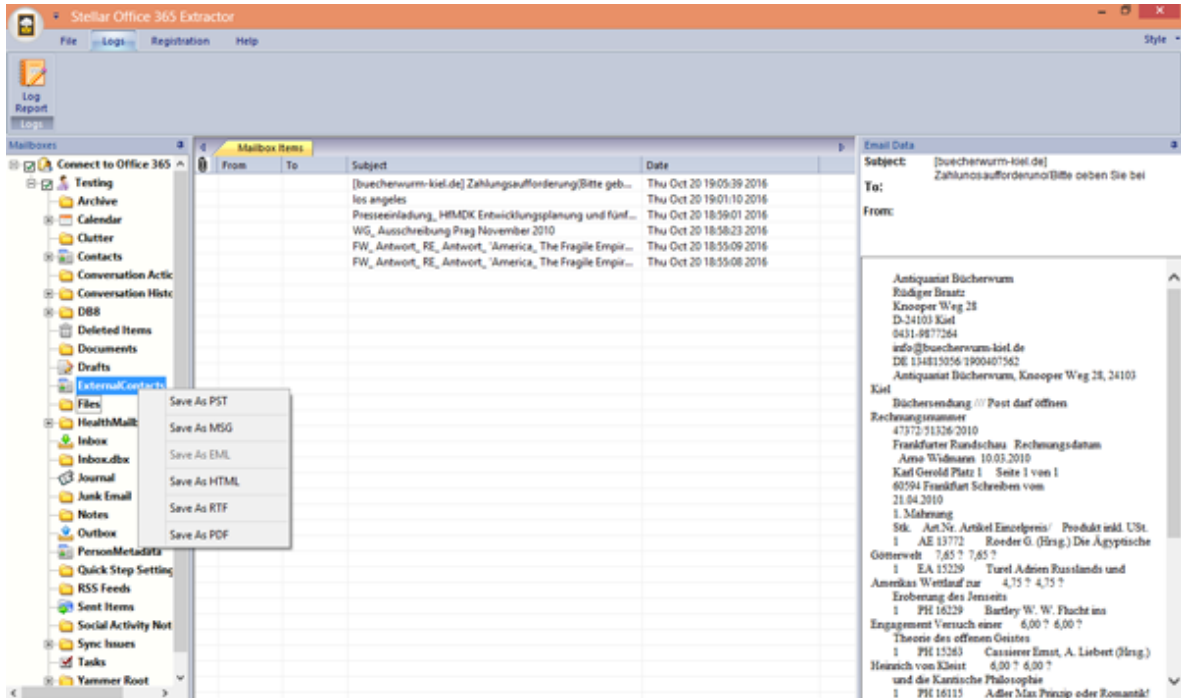 Stellar Office 365 Extractor
File Logs Registration Help Style
Log
Report
Logs
Mailboxes
Connect to Office 365
Testing
Archive
Calendar
Clutter
Contacts
Conversation Actic
Conversation Histc
DB8
Deleted Items
Documents
Drafts
ExternalContacts
Files
HealthMailb
Inbox
Inbox.dbx
Journal
Junk Email
Notes
Outbox
PersonMetadata
Quick Step Setting
RSS Feeds
Sent Items
Social Activity Not
Sync Issues
Tasks
Yammer Root
Save As PST
Save As MSG
Save As EML
Save As HTML
Save As RTF
Save As PDF
Mailbox Items
From To Subject Date
[buecherwurm-kiel.de] Zahlungsaufforderung(Bitte geb... Thu Oct 20 19:05:39 2016
los angeles Thu Oct 20 19:01:10 2016
Presseeinladung_ HfMDK Entwicklungsplanung und fünf... Thu Oct 20 18:59:01 2016
WG_ Ausschreibung Prag November 2010 Thu Oct 20 18:58:23 2016
FW_ Antwort_ RE_ Antwort_ 'America_ The Fragile Empir... Thu Oct 20 18:55:09 2016
FW_ Antwort_ RE_ Antwort_ 'America_ The Fragile Empir... Thu Oct 20 18:55:08 2016
Email Data
Subject: [buecherwurm-kiel.de]
Zahlungsaufforderung(Bitte geben Sie bei
To:
From:
Antiquariat Bücherwurm
Rüdiger Braatz
Knooper Weg 28
D-24103 Kiel
0431-9877264
info@buecherwurm-kiel.de
DE 134815056/1900407562
Antiquariat Bücherwurm, Knooper Weg 28, 24103
Kiel
Büchersendung /// Post darf öffnen
Rechnungsnummer
47372/51326/2010
Frankfurter Rundschau Rechnungsdatum
Arno Widmann 10.03.2010
Karl Gerold Platz 1 Seite 1 von 1
60594 Frankfurt Schreiben vom
21.04.2010
1. Mahnung
Stk. Art.Nr. Artikel Einzelpreis/ Produkt inkl. USt.
1 AE 13772 Roeder G. (Hrsg.) Die Ägyptische
Götterwelt 7,65 ? 7,65 ?
1 EA 15229 Turel Adrien Russlands und
Amerikas Wettlauf zur 4,75 ? 4,75 ?
Eroberung des Jenseits
1 PH 16229 Bartley W. W. Flucht ins
Engagement Versuch einer 6,00 ? 6,00 ?
Theorie des offenen Geistes
1 PH 15263 Cassierer Ernst, A. Liebert (Hrsg.)
Heinrich von Kleist 6,00 ? 6,00 ?
und die Kantische Philosophie
1 PH 16115 Adler Max Prinzip oder Romantik!